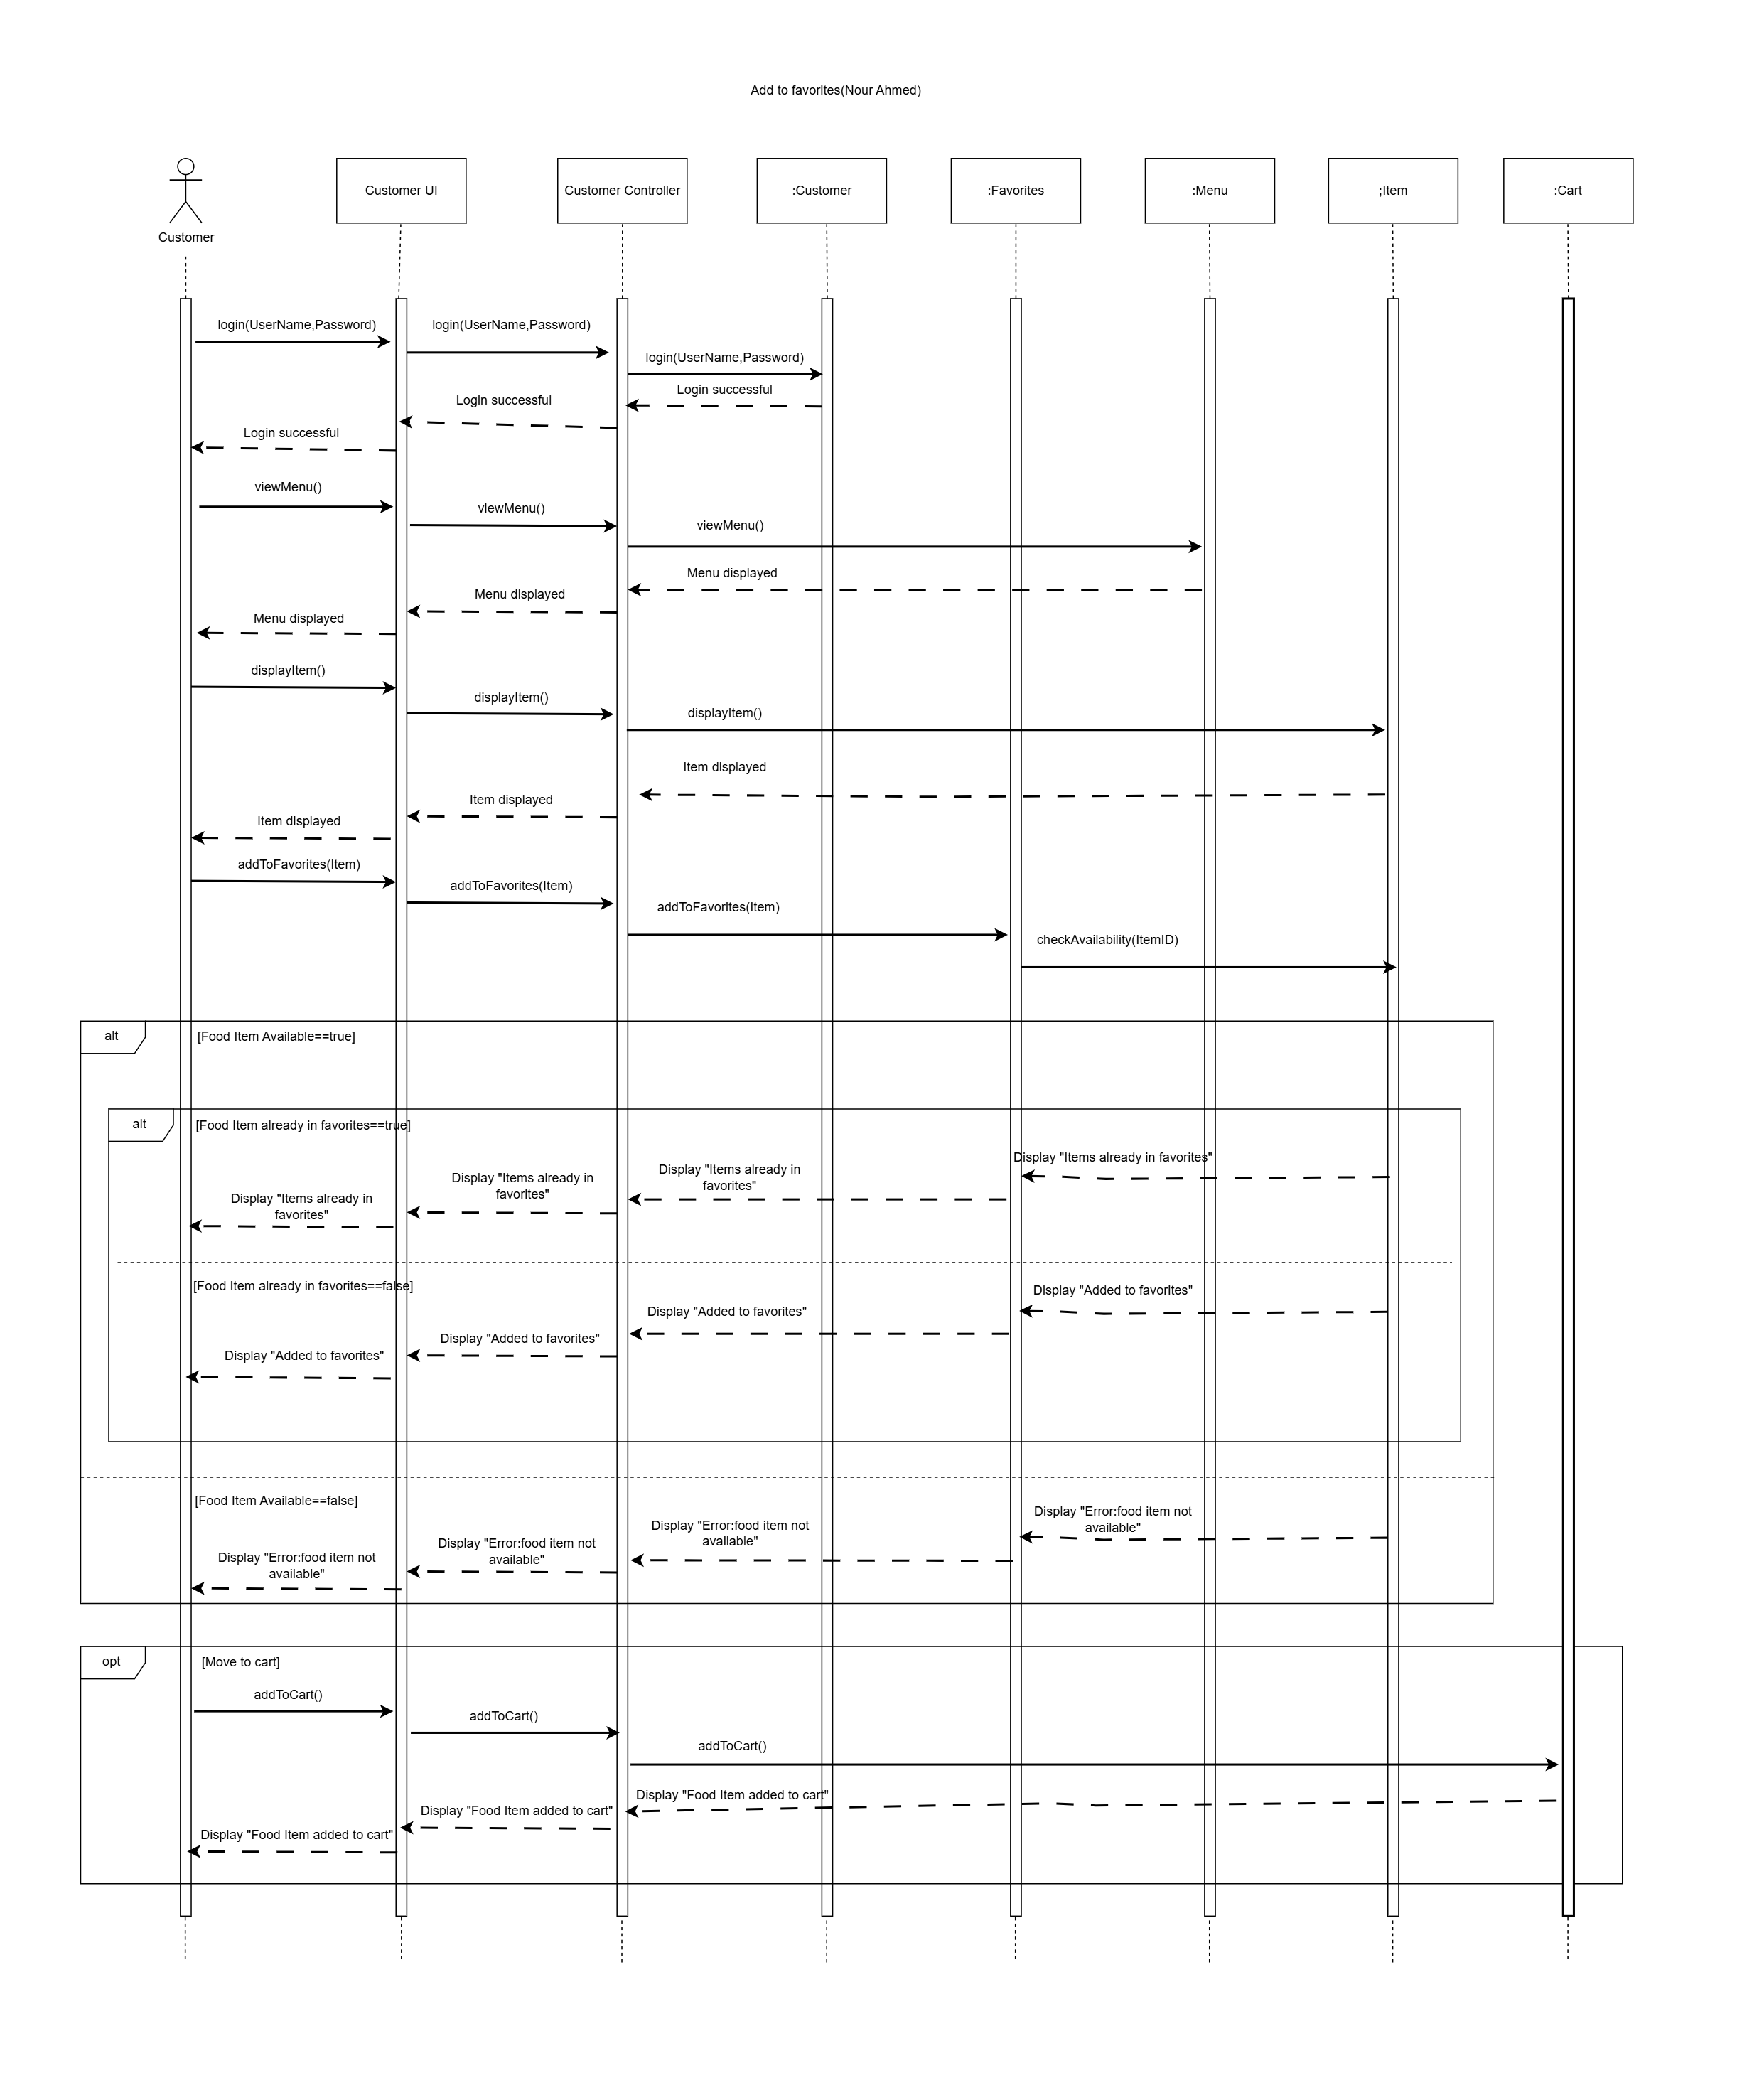 Add to favorites(Nour Ahmed)
Customer
Customer UI
Customer Controller
:Customer
:Favorites
:Menu
;Item
:Cart
login(UserName,Password)
login(UserName,Password)
login(UserName,Password)
Login successful
Login successful
Login successful
viewMenu()
viewMenu()
viewMenu()
Menu displayed
Menu displayed
Menu displayed
displayItem()
displayItem()
displayItem()
Item displayed
Item displayed
Item displayed
addToFavorites(Item)
addToFavorites(Item)
addToFavorites(Item)
checkAvailability(ItemID)
alt
[Food Item Available==true]
alt
[Food Item already in favorites==true]
Display "Items already in favorites"
Display "Items already in
favorites"
Display "Items already in
favorites"
Display "Items already in
favorites"
[Food Item already in favorites==false]
Display "Added to favorites"
Display "Added to favorites"
Display "Added to favorites"
Display "Added to favorites"
[Food Item Available==false]
Display "Error:food item not
available"
Display "Error:food item not
available"
Display "Error:food item not
available"
Display "Error:food item not
available"
opt
[Move to cart]
addToCart()
addToCart()
addToCart()
Display "Food Item added to cart"
Display "Food Item added to cart"
Display "Food Item added to cart"